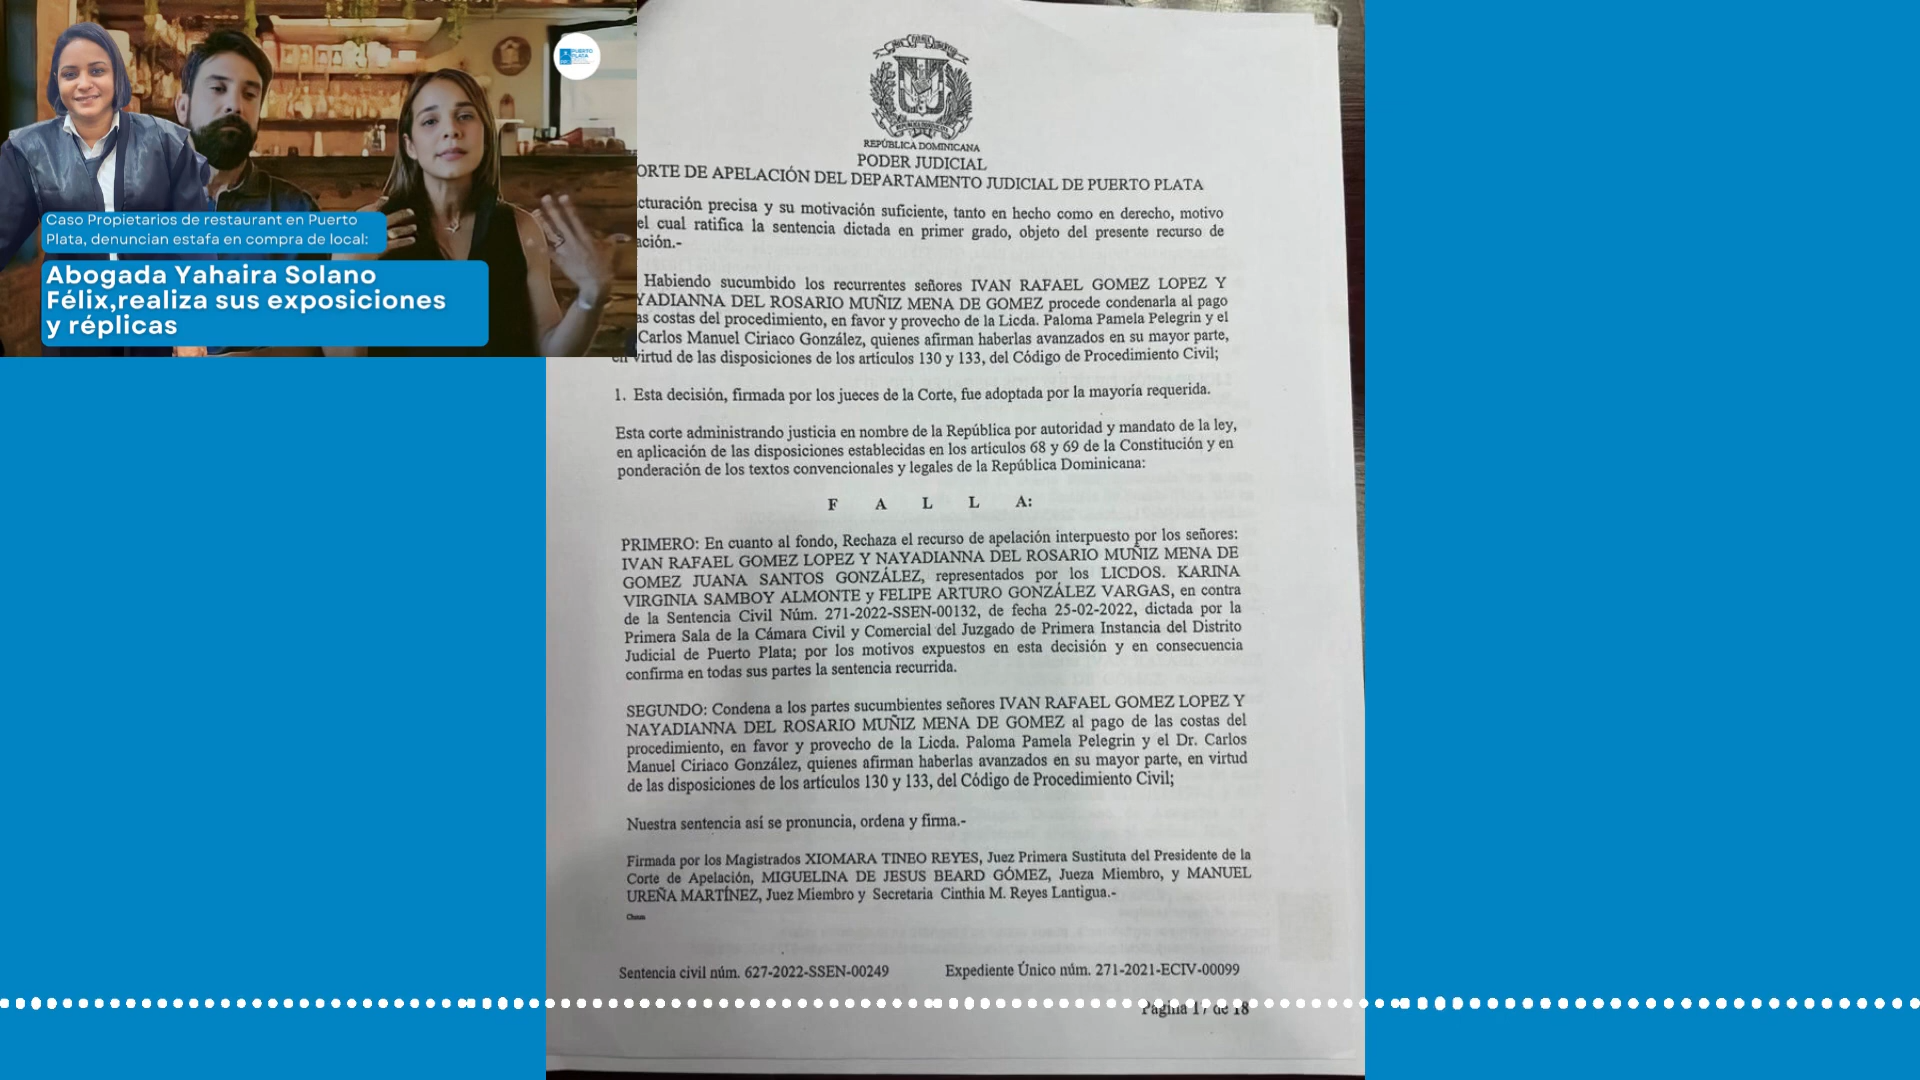 PUERTO
PLATA
Caso Propietarios de restaurant en Puerto
Plata, denuncian estafa en compra de local:
Abogada Yahaira Solano
Félix,realiza sus exposiciones
y réplicas
REPÚBLICA DOMINICANA
PODER JUDICIAL
ORTE DE APELACIÓN DEL DEPARTAMENTO JUDICIAL DE PUERTO PLATA
cturación precisa y su motivación suficiente, tanto en hecho como en derecho, motivo
el cual ratifica la sentencia dictada en primer grado, objeto del presente recurso de
ación.-
Habiendo sucumbido los recurrentes señores IVAN RAFAEL GOMEZ LOPEZ Y
YADIANNA DEL ROSARIO MUÑIZ MENA DE GOMEZ procede condenarla al pago
as costas del procedimiento, en favor y provecho de la Licda. Paloma Pamela Pelegrin y el
Carlos Manuel Ciriaco González, quienes afirman haberlas avanzados en su mayor parte,
en virtud de las disposiciones de los artículos 130 y 133, del Código de Procedimiento Civil;
1. Esta decisión, firmada por los jueces de la Corte, fue adoptada por la mayoría requerida.
Esta corte administrando justicia en nombre de la República por autoridad y mandato de la ley,
en aplicación de las disposiciones establecidas en los artículos 68 y 69 de la Constitución y en
ponderación de los textos convencionales y legales de la República Dominicana:
F A L L A:
PRIMERO: En cuanto al fondo, Rechaza el recurso de apelación interpuesto por los señores:
IVAN RAFAEL GOMEZ LOPEZ Y NAYADIANNA DEL ROSARIO MUÑIZ MENA DE
GOMEZ JUANA SANTOS GONZÁLEZ, representados por los LICDOS. KARINA
VIRGINIA SAMBOY ALMONTE y FELIPE ARTURO GONZÁLEZ VARGAS, en contra
de la Sentencia Civil Núm. 271-2022-SSEN-00132, de fecha 25-02-2022, dictada por la
Primera Sala de la Cámara Civil y Comercial del Juzgado de Primera Instancia del Distrito
Judicial de Puerto Plata; por los motivos expuestos en esta decisión y en consecuencia
confirma en todas sus partes la sentencia recurrida.
SEGUNDO: Condena a los partes sucumbientes señores IVAN RAFAEL GOMEZ LOPEZ Y
NAYADIANNA DEL ROSARIO MUÑIZ MENA DE GOMEZ al pago de las costas del
procedimiento, en favor y provecho de la Licda. Paloma Pamela Pelegrin y el Dr. Carlos
Manuel Ciriaco González, quienes afirman haberlas avanzados en su mayor parte, en virtud
de las disposiciones de los artículos 130 y 133, del Código de Procedimiento Civil;
Nuestra sentencia así se pronuncia, ordena y firma.-
Firmada por los Magistrados XIOMARA TINEO REYES, Juez Primera Sustituta del Presidente de la
Corte de Apelación, MIGUELINA DE JESUS BEARD GÓMEZ, Jueza Miembro, y MANUEL
UREÑA MARTÍNEZ, Juez Miembro y Secretaria Cinthia M. Reyes Lantigua.-
Sentencia civil núm. 627-2022-SSEN-00249 Expediente Único núm. 271-2021-ECIV-00099
Página 17 de 18